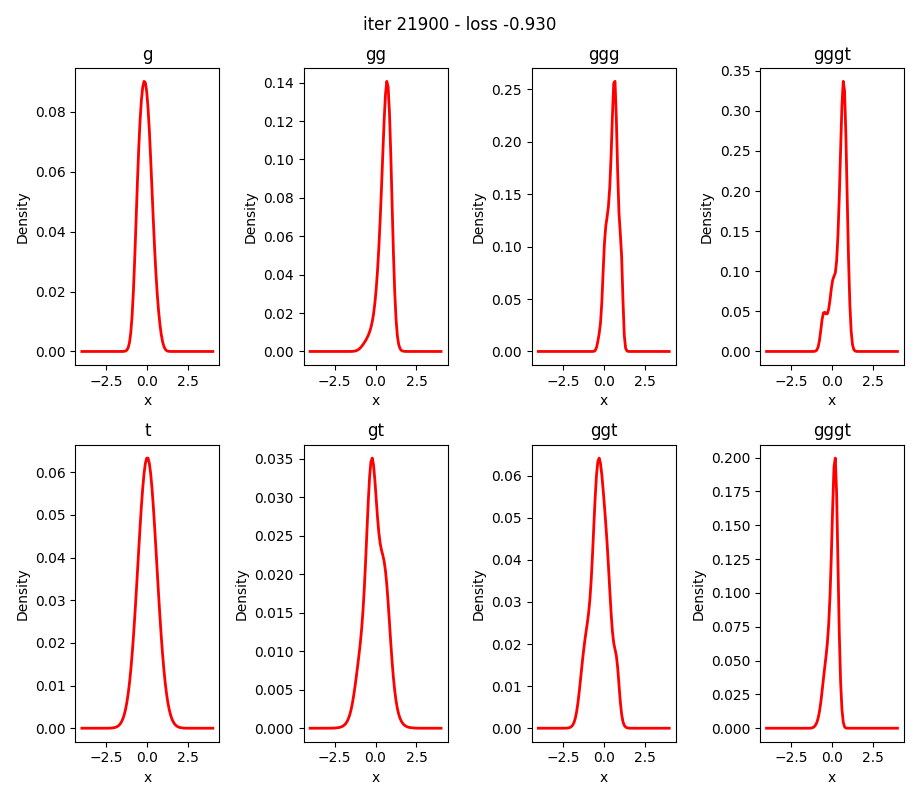 iter 21900 - loss -0.930
g
gg
ggg
gggt
Density
0.08
0.06
0.04
0.02
0.00
−2.5 0.0 2.5
x
Density
0.14
0.12
0.10
0.08
0.06
0.04
0.02
0.00
−2.5 0.0 2.5
x
Density
0.25
0.20
0.15
0.10
0.05
0.00
−2.5 0.0 2.5
x
Density
0.35
0.30
0.25
0.20
0.15
0.10
0.05
0.00
−2.5 0.0 2.5
x
t
gt
ggt
gggt
Density
0.06
0.05
0.04
0.03
0.02
0.01
0.00
−2.5 0.0 2.5
x
Density
0.035
0.030
0.025
0.020
0.015
0.010
0.005
0.000
−2.5 0.0 2.5
x
Density
0.06
0.05
0.04
0.03
0.02
0.01
0.00
−2.5 0.0 2.5
x
Density
0.200
0.175
0.150
0.125
0.100
0.075
0.050
0.025
0.000
−2.5 0.0 2.5
x